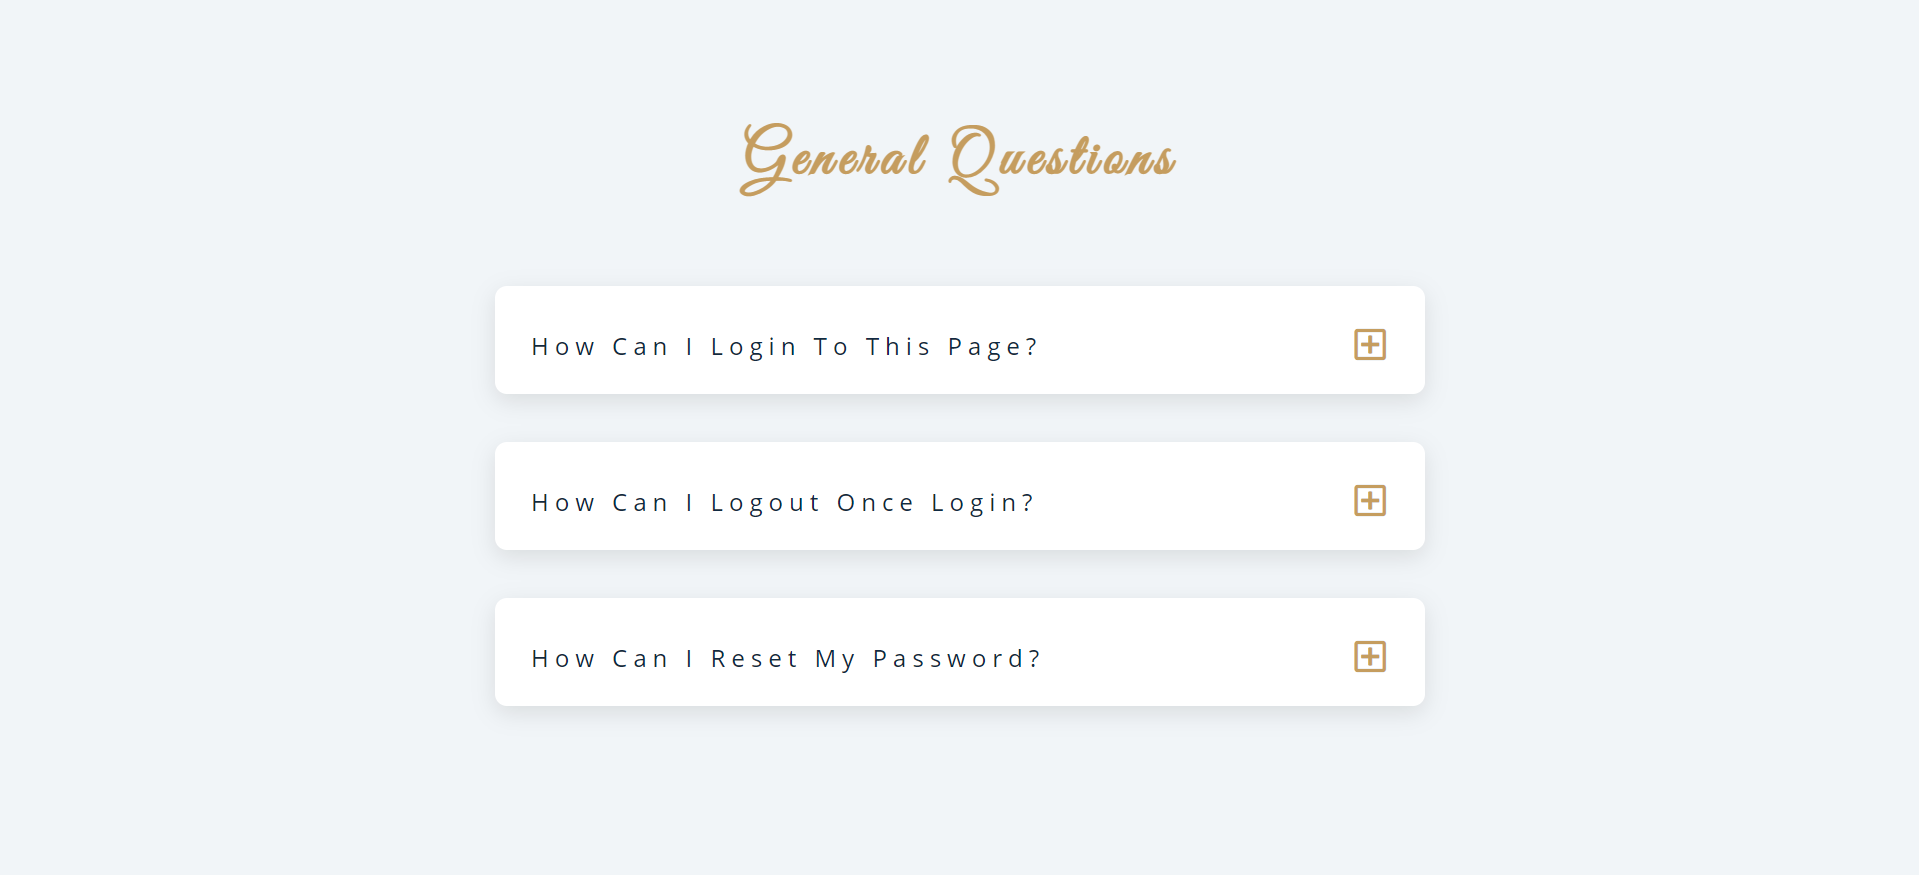 General Questions
How Can I Login To This Page?
How Can I Logout Once Login?
How Can I Reset My Password?